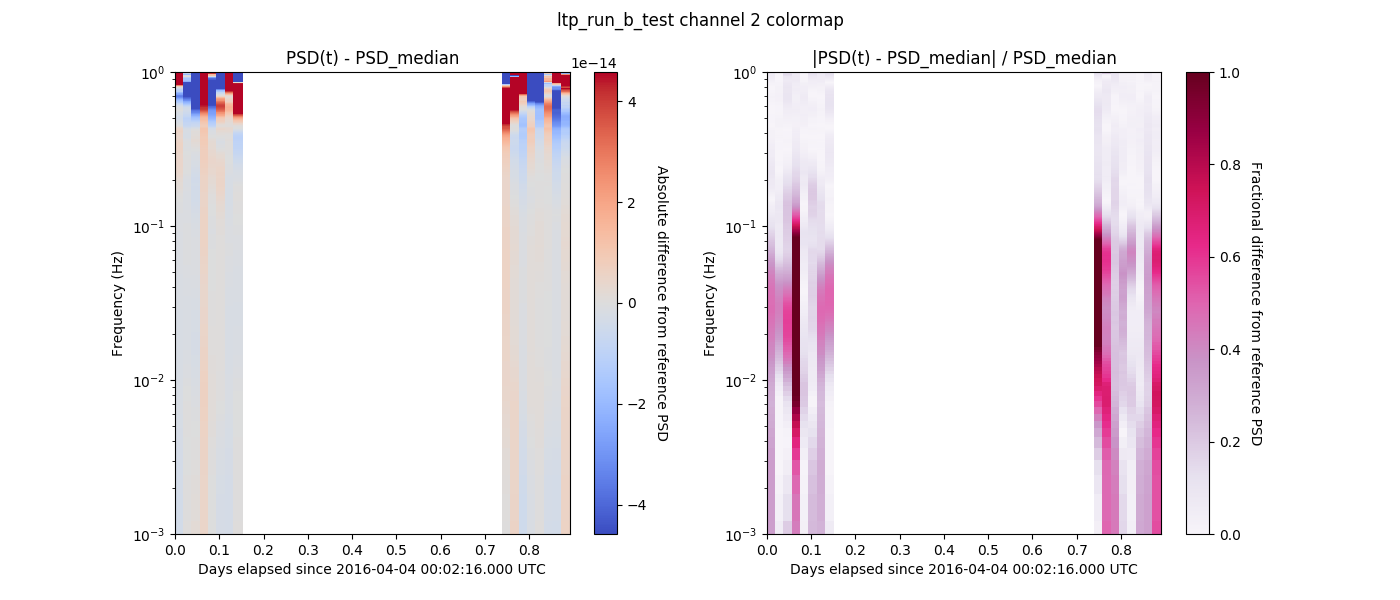 ltp_run_b_test channel 2 colormap
PSD(t) - PSD_median
1e−14
10⁰
10⁻¹
10⁻²
10⁻³
Frequency (Hz)
0.0 0.1 0.2 0.3 0.4 0.5 0.6 0.7 0.8
Days elapsed since 2016-04-04 00:02:16.000 UTC
4
2
0
−2
−4
Absolute difference from reference PSD
|PSD(t) - PSD_median| / PSD_median
10⁰
10⁻¹
10⁻²
10⁻³
Frequency (Hz)
0.0 0.1 0.2 0.3 0.4 0.5 0.6 0.7 0.8
Days elapsed since 2016-04-04 00:02:16.000 UTC
1.0
0.8
0.6
0.4
0.2
0.0
Fractional difference from reference PSD